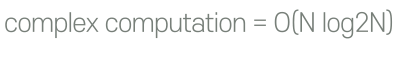 complex computation = O(N log2N)